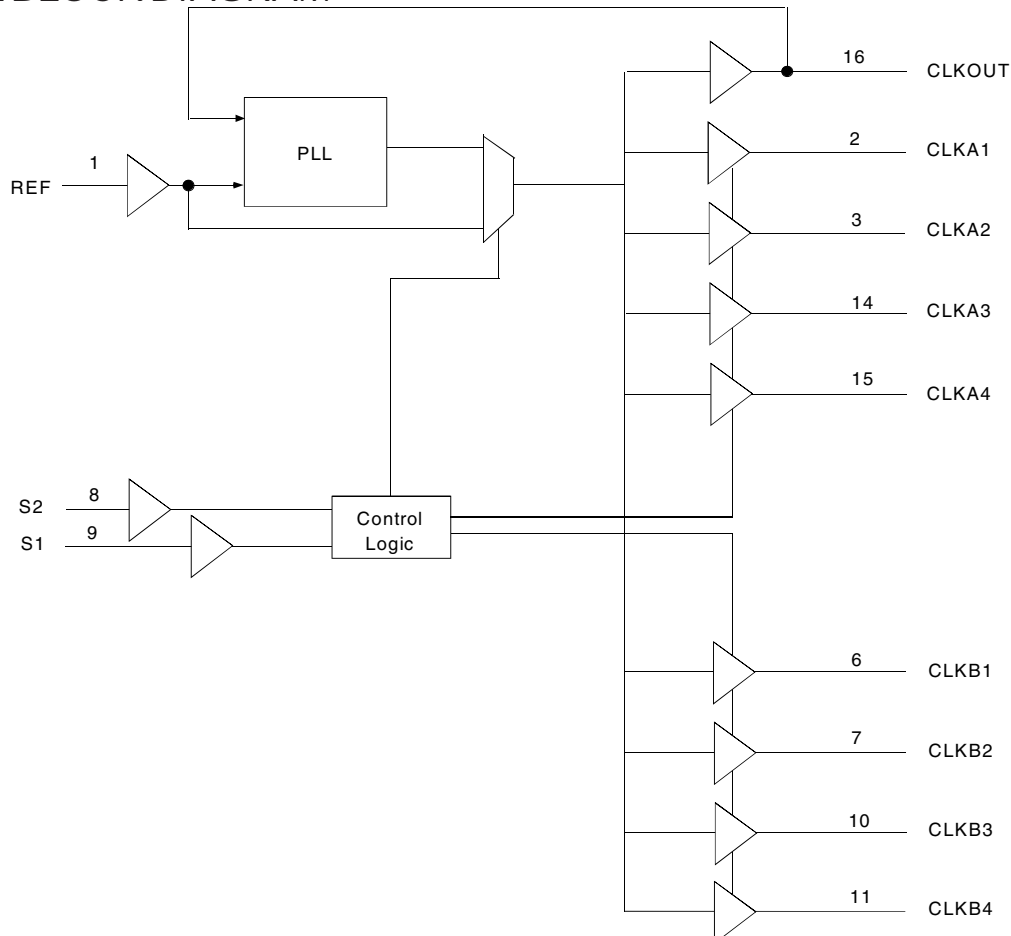 16
CLKOUT
PLL
1
REF
2
CLKA1
3
CLKA2
14
CLKA3
15
CLKA4
S2
8
S1
9
Control
Logic
6
CLKB1
7
CLKB2
10
CLKB3
11
CLKB4